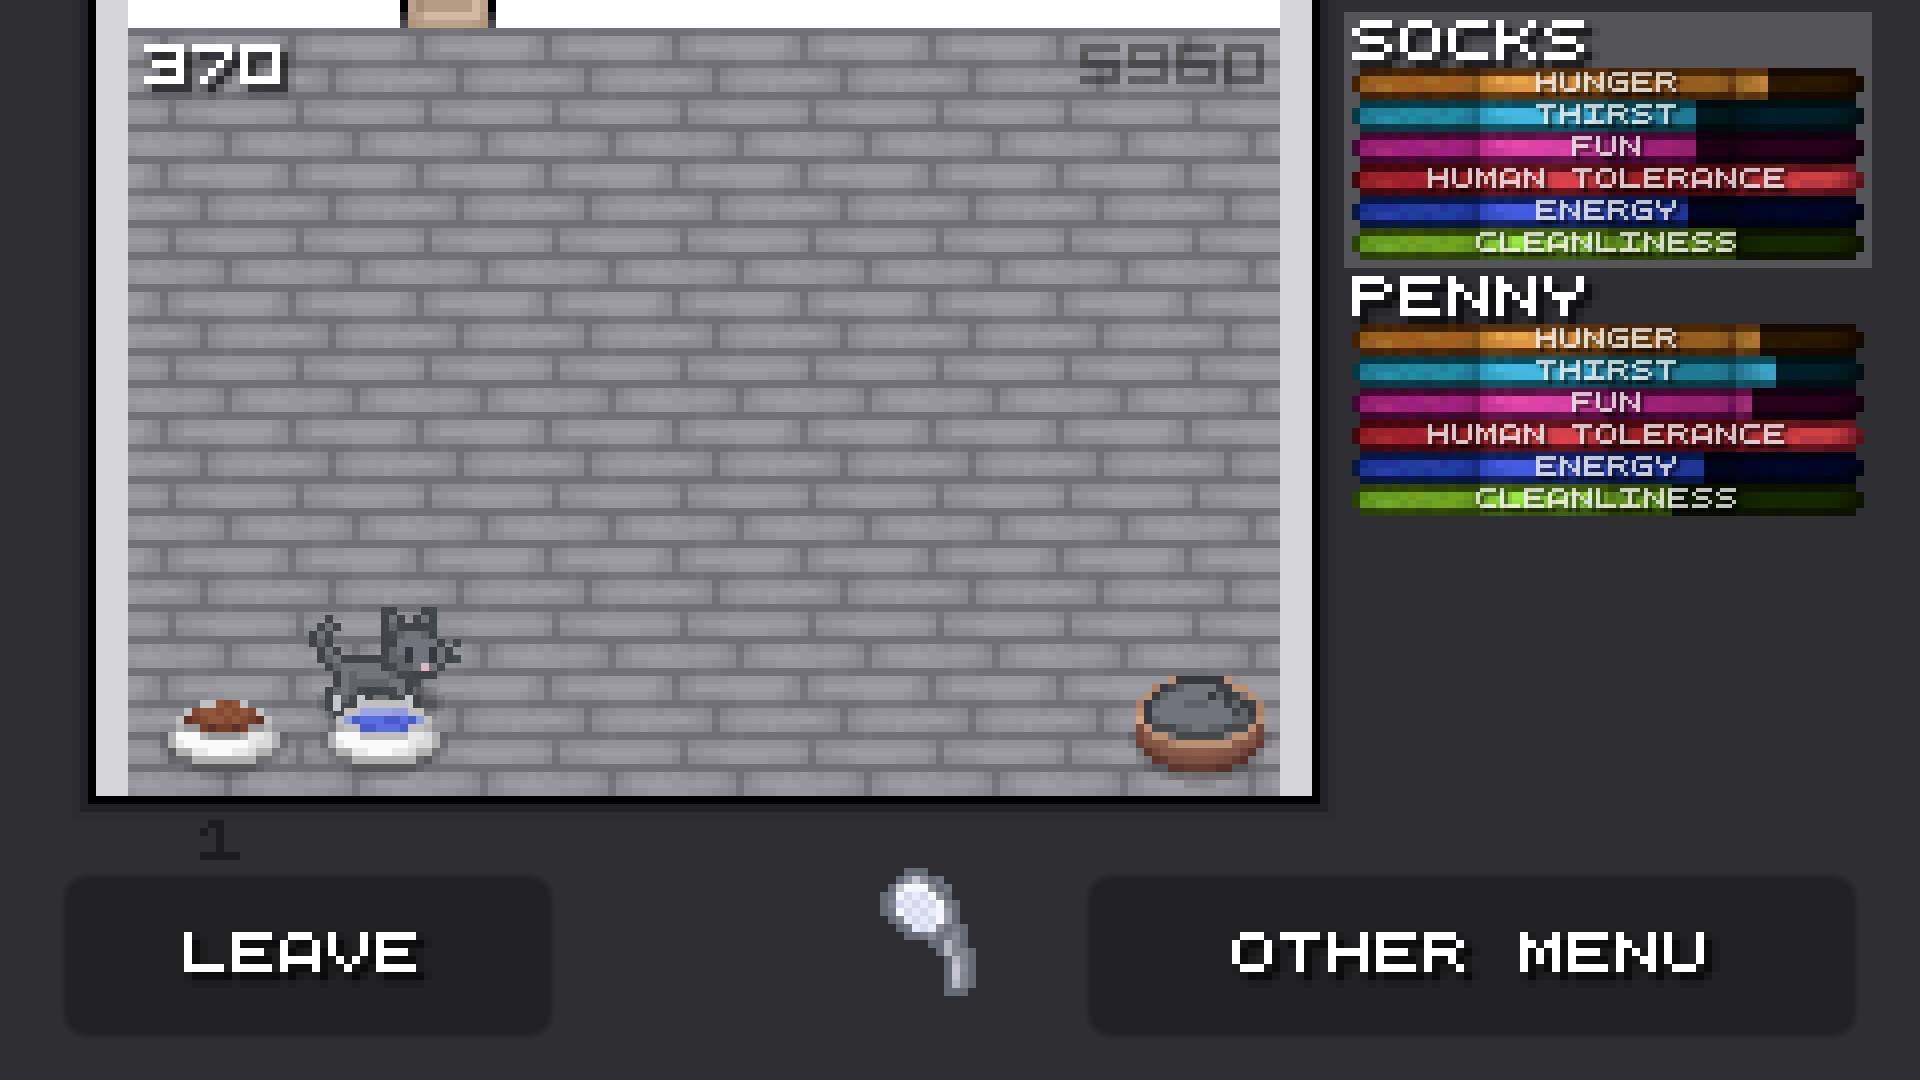 370
5960
SOCKS
HUNGER
THIRST
FUN
HUMAN TOLERANCE
ENERGY
CLEANLINESS
PENNY
HUNGER
THIRST
FUN
HUMAN TOLERANCE
ENERGY
CLEANLINESS
1
LEAVE
OTHER MENU